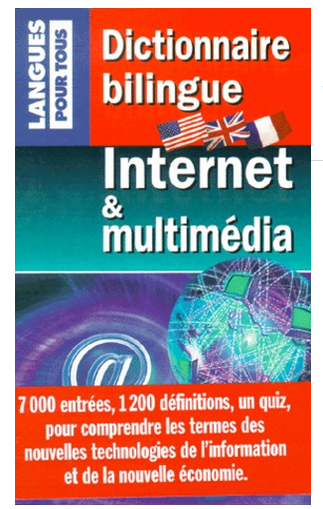 LANGUES
POUR TOUS
Dictionnaire
bilingue
Internet
&
multimédia
@
7 000 entrées, 1 200 définitions, un quiz,
pour comprendre les termes des
nouvelles technologies de l'information
et de la nouvelle économie.